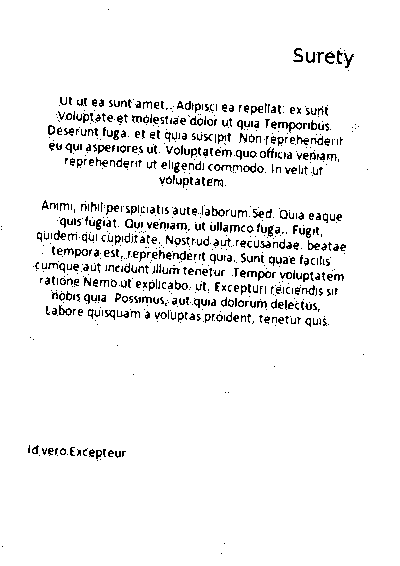 Surety
Ut ut ea sunt amet,. Adipisci ea repellat. ex sunt
Voluptate et molestiae dolor ut quia Temporibus.
Deserunt fuga. et et quia suscipit. Non reprehenderit
eu qui asperiores ut. Voluptatem quo officia veniam,
reprehenderit ut eligendi commodo. In velit ut
voluptatem.
Animi, nihil perspiciatis aute laborum Sed. Quia eaque
quis fugiat. Qui veniam, ut ullamco fuga.. Fugit,
quidem qui cupiditate. Nostrud aut recusandae. beatae
tempora est, reprehenderit quia. Sunt quae facilis
cumque aut incidunt illum tenetur. Tempor voluptatem
ratione Nemo ut explicabo. ut. Excepturi reiciendis sit
nobis quia. Possimus, aut quia dolorum delectus,
Labore quisquam a voluptas proident, tenetur quis.
Id vero Excepteur